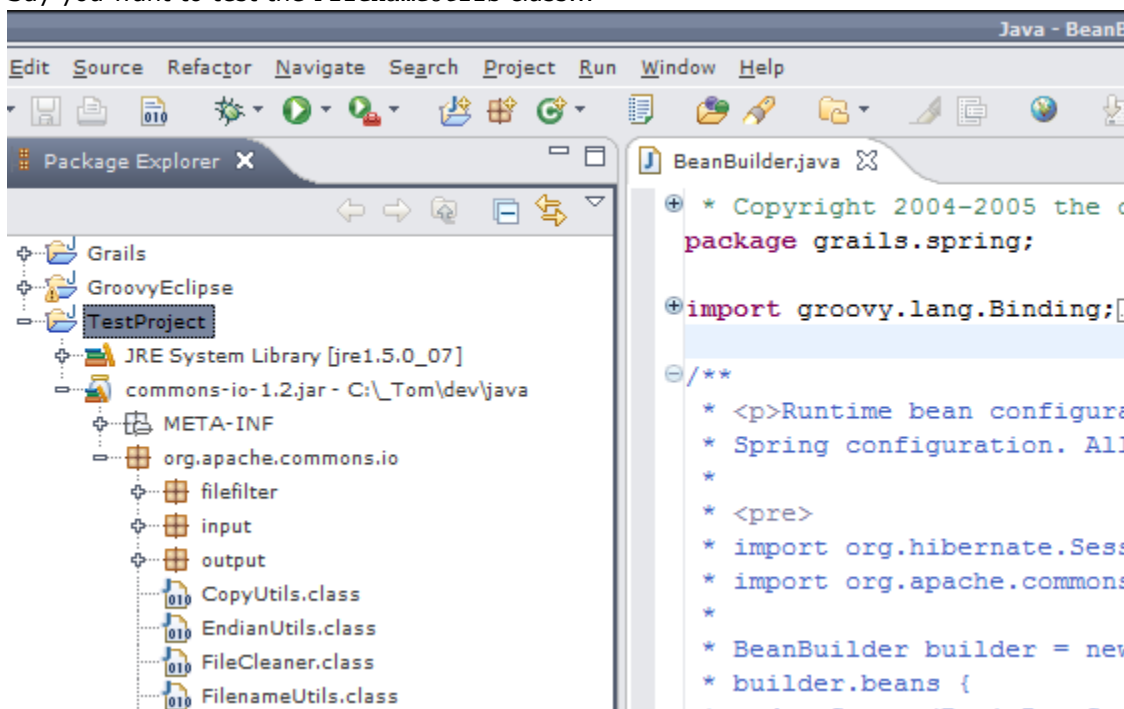 Java - BeanB
Edit Source Refactor Navigate Search Project Run Window Help
Package Explorer
BeanBuilder.java
Grails
GroovyEclipse
TestProject
JRE System Library [jre1.5.0_07]
commons-io-1.2.jar - C:\_Tom\dev\java
META-INF
org.apache.commons.io
filefilter
input
output
CopyUtils.class
EndianUtils.class
FileCleaner.class
FilenameUtils.class
* Copyright 2004-2005 the
package grails.spring;
import groovy.lang.Binding;
/**
* <p>Runtime bean configura
* Spring configuration. All
*
* <pre>
* import org.hibernate.Sess
* import org.apache.commons
*
* BeanBuilder builder = new
* builder.beans {